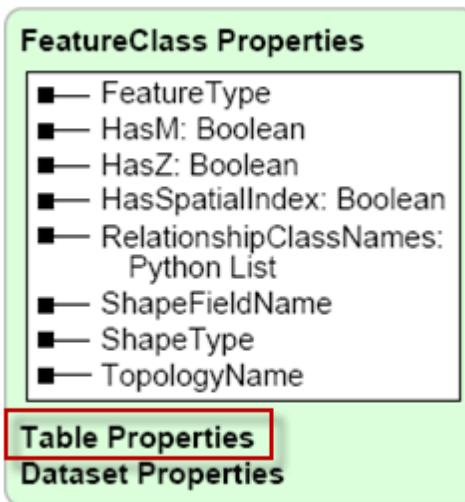 FeatureClass Properties
FeatureType
HasM: Boolean
HasZ: Boolean
HasSpatialIndex: Boolean
RelationshipClassNames:
Python List
ShapeFieldName
ShapeType
TopologyName
Table Properties
Dataset Properties